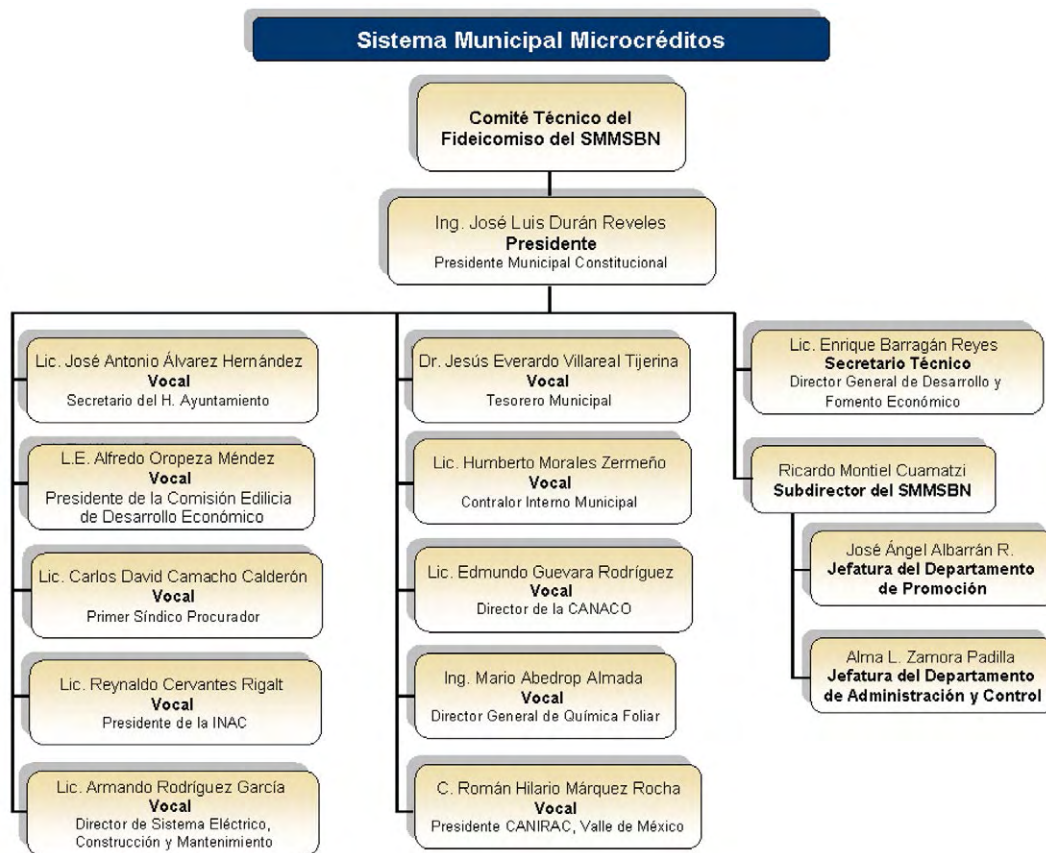 Sistema Municipal Microcréditos
Comité Técnico del
Fideicomiso del SMMSBN
Ing. José Luis Durán Reveles
Presidente
Presidente Municipal Constitucional
Lic. José Antonio Álvarez Hernández
Vocal
Secretario del H. Ayuntamiento
L.E. Alfredo Oropeza Méndez
Vocal
Presidente de la Comisión Edilicia
de Desarrollo Económico
Lic. Carlos David Camacho Calderón
Vocal
Primer Síndico Procurador
Lic. Reynaldo Cervantes Rigalt
Vocal
Presidente de la INAC
Lic. Armando Rodríguez García
Vocal
Director de Sistema Eléctrico,
Construcción y Mantenimiento
Dr. Jesús Everardo Villareal Tijerina
Vocal
Tesorero Municipal
Lic. Humberto Morales Zermeño
Vocal
Contralor Interno Municipal
Lic. Edmundo Guevara Rodríguez
Vocal
Director de la CANACO
Ing. Mario Abedrop Almada
Vocal
Director General de Química Foliar
C. Román Hilario Márquez Rocha
Vocal
Presidente CANIRAC, Valle de México
Lic. Enrique Barragán Reyes
Secretario Técnico
Director General de Desarrollo y
Fomento Económico
Ricardo Montiel Cuamatzi
Subdirector del SMMSBN
José Ángel Albarrán R.
Jefatura del Departamento
de Promoción
Alma L. Zamora Padilla
Jefatura del Departamento
de Administración y Control